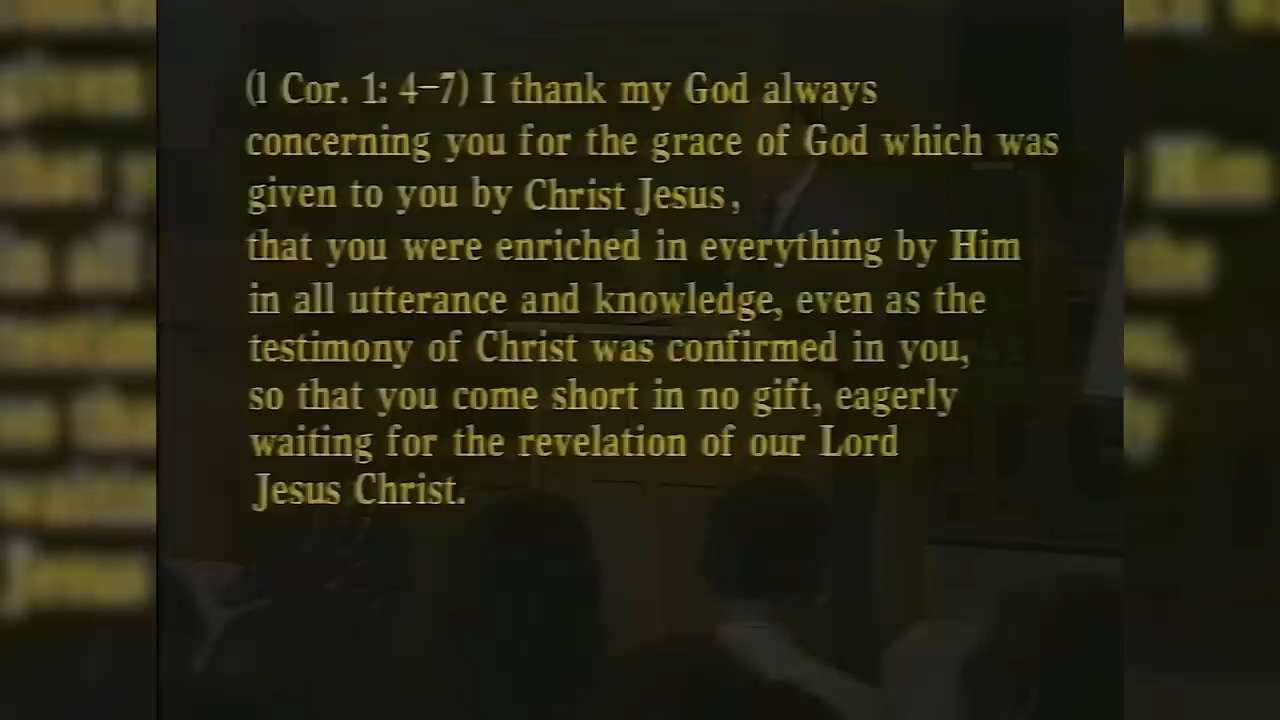 (1 Cor. 1: 4–7) I thank my God always
concerning you for the grace of God which was
given to you by Christ Jesus,
that you were enriched in everything by Him
in all utterance and knowledge, even as the
testimony of Christ was confirmed in you,
so that you come short in no gift, eagerly
waiting for the revelation of our Lord
Jesus Christ.